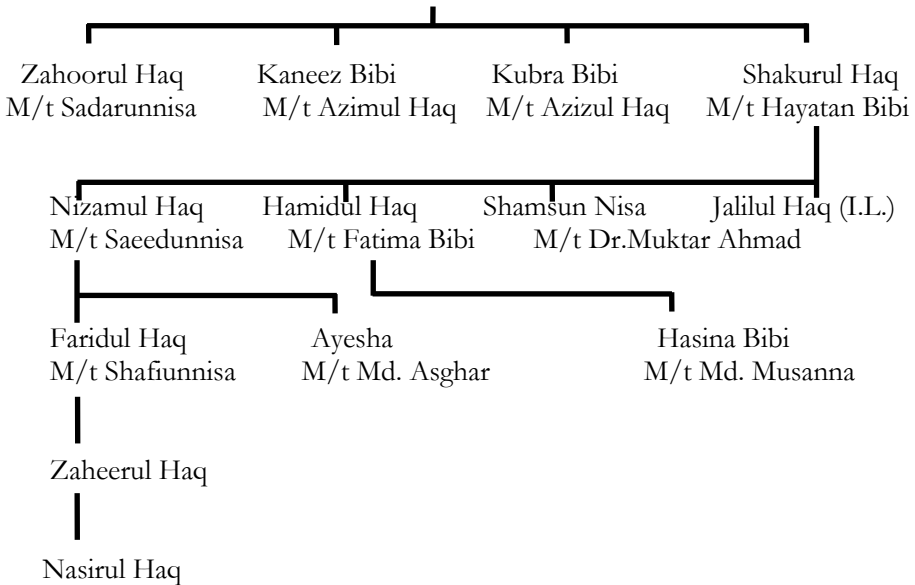 Zahoorul Haq Kaneez Bibi Kubra Bibi Shakurul Haq
M/t Sadarunnisa M/t Azimul Haq M/t Azizul Haq M/t Hayatan Bibi
Nizamul Haq Hamidul Haq Shamsun Nisa Jalilul Haq (I.L.)
M/t Saeedunnisa M/t Fatima Bibi M/t Dr.Muktar Ahmad
Faridul Haq Ayesha Hasina Bibi
M/t Shafiunnisa M/t Md. Asghar M/t Md. Musanna
Zaheerul Haq
Nasirul Haq